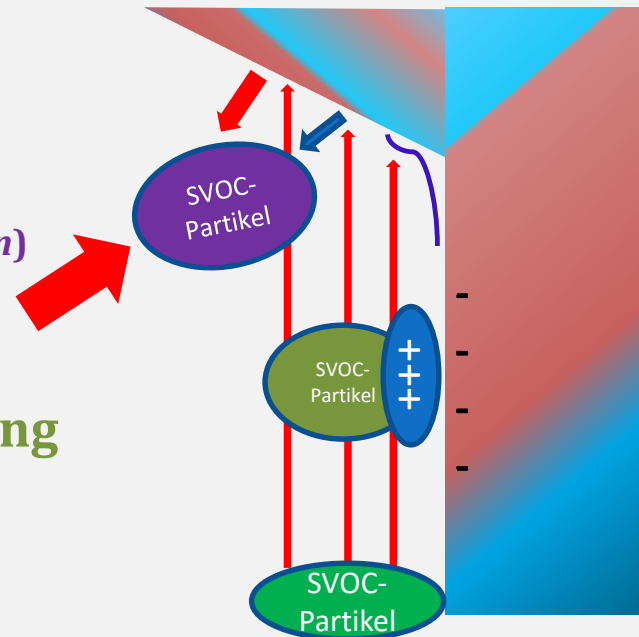 SVOC-
Partikel
n)
SVOC-
Partikel
+
+
+
-
-
-
-
ng
SVOC-
Partikel